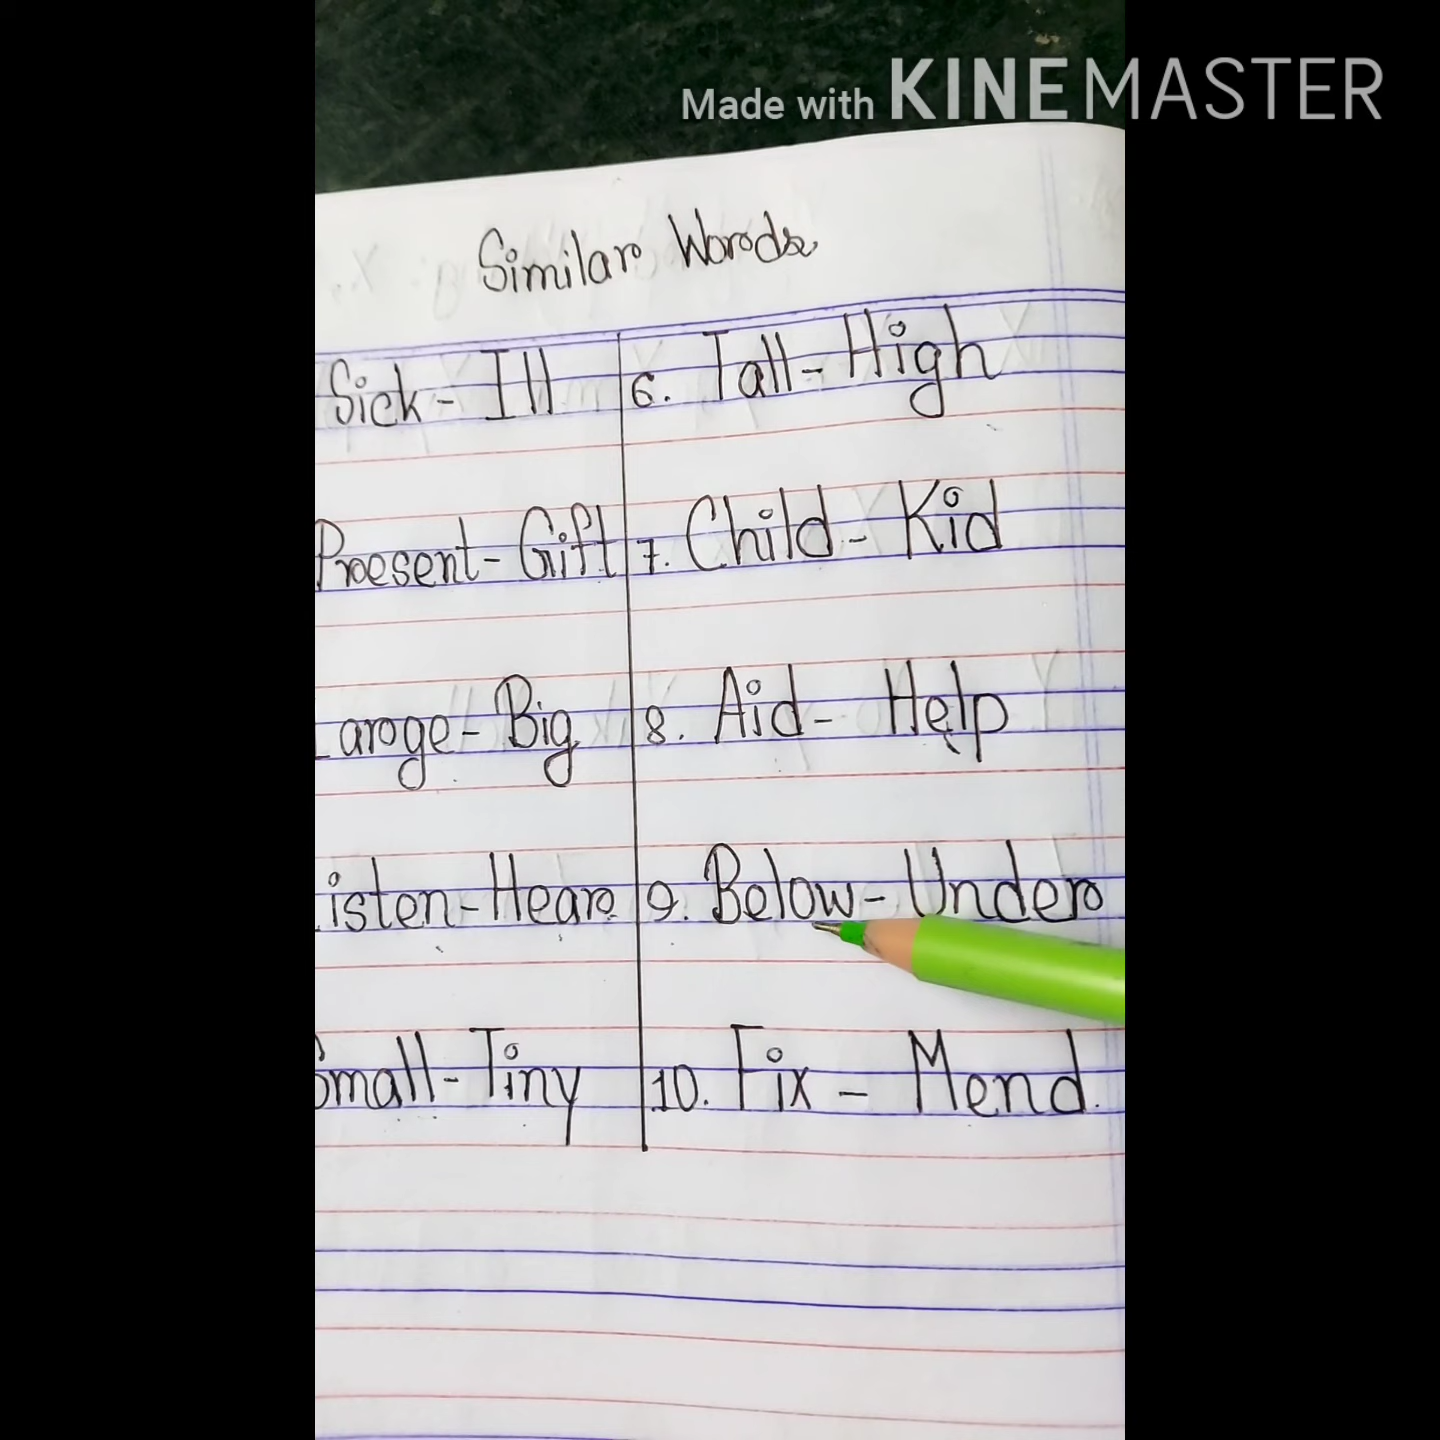 Made with KINEMASTER
Similar Words
Sick - Ill
Present - Gift
Large - Big
Listen - Hear
Small - Tiny
6. Tall - High
7. Child - Kid
8. Aid - Help
9. Below - Under
10. Fix - Mend.